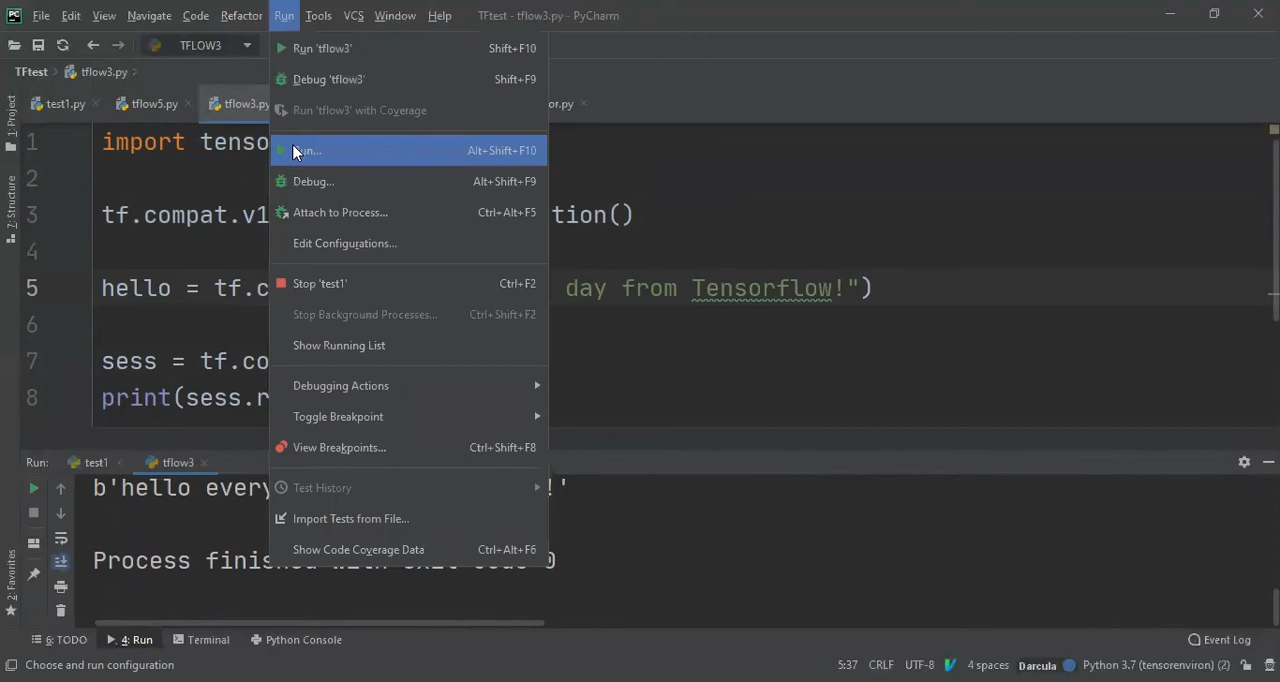 PC File Edit View Navigate Code Refactor Run Tools VCS Window Help TFtest - tflow3.py - PyCharm
TFLOW3
TFtest tflow3.py
test1.py tflow5.py tflow3.py or.py
Run 'tflow3' Shift+F10
Debug 'tflow3' Shift+F9
Run 'tflow3' with Coverage
Run... Alt+Shift+F10
Debug... Alt+Shift+F9
Attach to Process... Ctrl+Alt+F5
Edit Configurations...
Stop 'test1' Ctrl+F2
Stop Background Processes... Ctrl+Shift+F2
Show Running List
Debugging Actions
Toggle Breakpoint
View Breakpoints... Ctrl+Shift+F8
Test History
Import Tests from File...
Show Code Coverage Data Ctrl+Alt+F6
1: Project
7: Structure
2: Favorites
1 import tenso
2
3 tf.compat.v1 tion()
4
5 hello = tf.c day from Tensorflow!")
6
7 sess = tf.co
8 print(sess.r
Run: test1 tflow3
b'hello every !'
Process finished with exit code 0
6: TODO 4: Run Terminal Python Console Event Log
Choose and run configuration 5:37 CRLF UTF-8 4 spaces Darcula Python 3.7 (tensorenviron) (2)